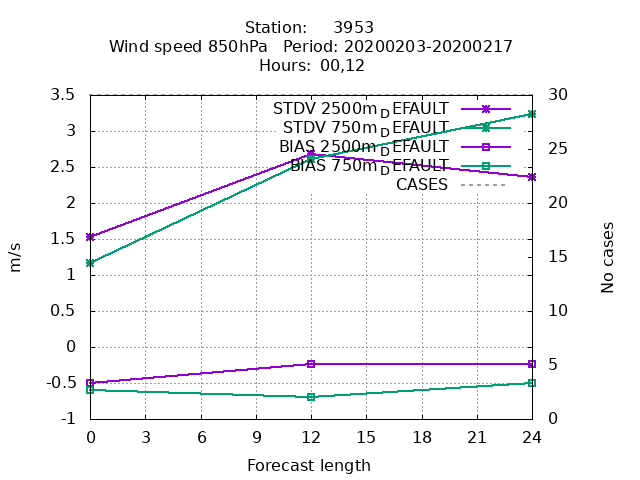 Station: 3953
Wind speed 850hPa Period: 20200203-20200217
Hours: 00,12
STDV 2500m_DEFAULT
STDV 750m_DEFAULT
BIAS 2500m_DEFAULT
BIAS 750m_DEFAULT
CASES
3.5
3
2.5
2
1.5
1
0.5
0
-0.5
-1
m/s
30
25
20
15
10
5
0
No cases
0 3 6 9 12 15 18 21 24
Forecast length